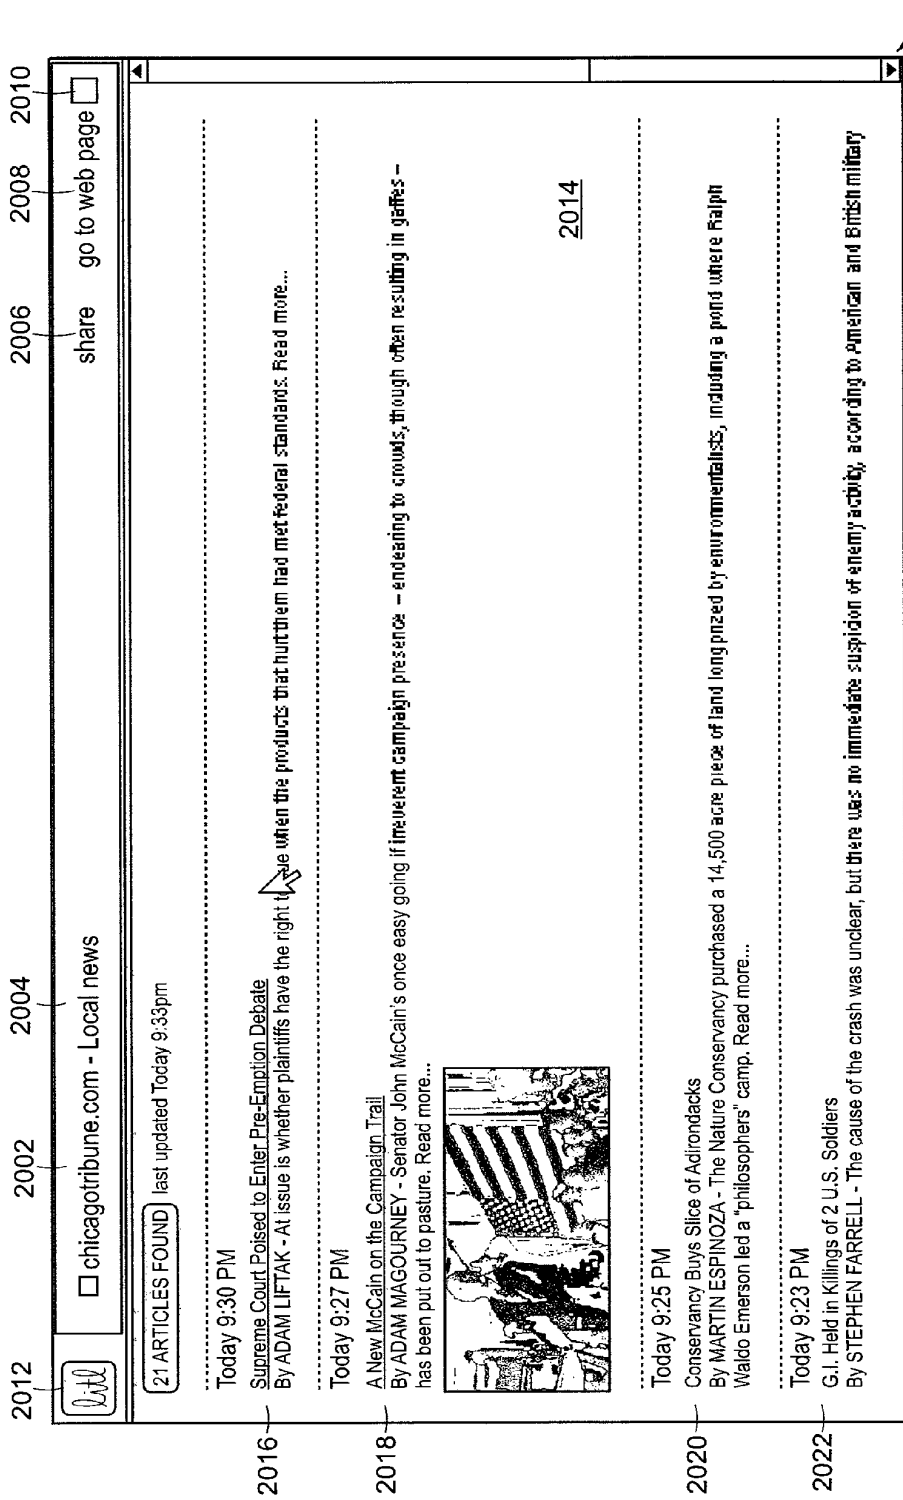 2012
2002
2004
2006
2008
2010
litl
chicagotribune.com - Local news
share
go to web page
21 ARTICLES FOUND last updated Today 9:33pm
2016
Today 9:30 PM
Supreme Court Poised to Enter Pre-Emption Debate
By ADAM LIFTAK - At issue is whether plaintiffs have the right to ue when the products that hurt them had met federal standards. Read more...
2018
Today 9:27 PM
A New McCain on the Campaign Trail
By ADAM MAGOURNEY - Senator John McCain's once easy going if irreverent campaign presence – endearing to crowds, though often resulting in gaffes –
has been put out to pasture. Read more...
2014
2020
Today 9:25 PM
Conservancy Buys Slice of Adirondacks
By MARTIN ESPINOZA - The Nature Conservancy purchased a 14,500 acre piece of land long prized by environmentalists, including a pond where Ralph
Waldo Emerson led a "philosophers" camp. Read more...
2022
Today 9:23 PM
G.I. Held in Killings of 2 U.S. Soldiers
By STEPHEN FARRELL - The cause of the crash was unclear, but there was no immediate suspicion of enemy activity, according to American and British military